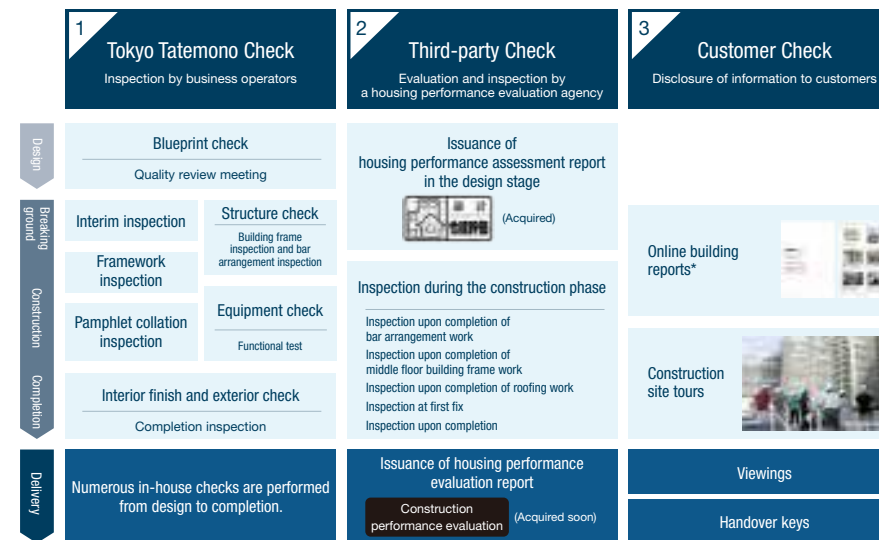 1
Tokyo Tatemono Check
Inspection by business operators
2
Third-party Check
Evaluation and inspection by
a housing performance evaluation agency
3
Customer Check
Disclosure of information to customers
Design
Blueprint check
Quality review meeting
Issuance of
housing performance assessment report
in the design stage
(Acquired)
Breaking
ground
Construction
Completion
Interim inspection
Framework
inspection
Pamphlet collation
inspection
Structure check
Building frame
inspection and bar
arrangement inspection
Equipment check
Functional test
Interior finish and exterior check
Completion inspection
Inspection during the construction phase
Inspection upon completion of
bar arrangement work
Inspection upon completion of
middle floor building frame work
Inspection upon completion of roofing work
Inspection at first fix
Inspection upon completion
Online building
reports*
Construction
site tours
Delivery
Numerous in-house checks are performed
from design to completion.
Issuance of housing performance
evaluation report
Construction
performance evaluation
(Acquired soon)
Viewings
Handover keys